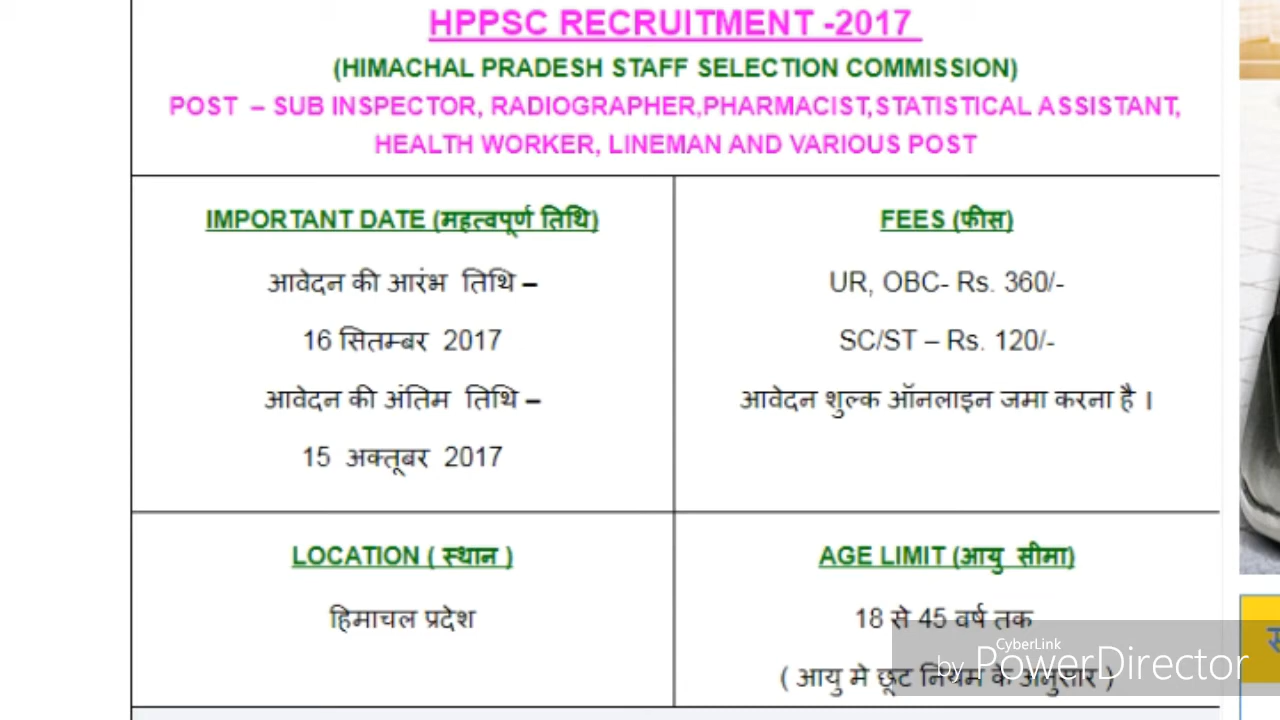 HPPSC RECRUITMENT -2017
(HIMACHAL PRADESH STAFF SELECTION COMMISSION)
POST – SUB INSPECTOR, RADIOGRAPHER,PHARMACIST,STATISTICAL ASSISTANT,
HEALTH WORKER, LINEMAN AND VARIOUS POST
IMPORTANT DATE (महत्वपूर्ण तिथि)
आवेदन की आरंभ तिथि –
16 सितम्बर 2017
आवेदन की अंतिम तिथि –
15 अक्तूबर 2017
FEES (फीस)
UR, OBC- Rs. 360/-
SC/ST – Rs. 120/-
आवेदन शुल्क ऑनलाइन जमा करना है ।
LOCATION ( स्थान )
हिमाचल प्रदेश
AGE LIMIT (आयु सीमा)
18 से 45 वर्ष तक
( आयु मे छूट नियम के अनुसार )
CyberLink
by PowerDirector